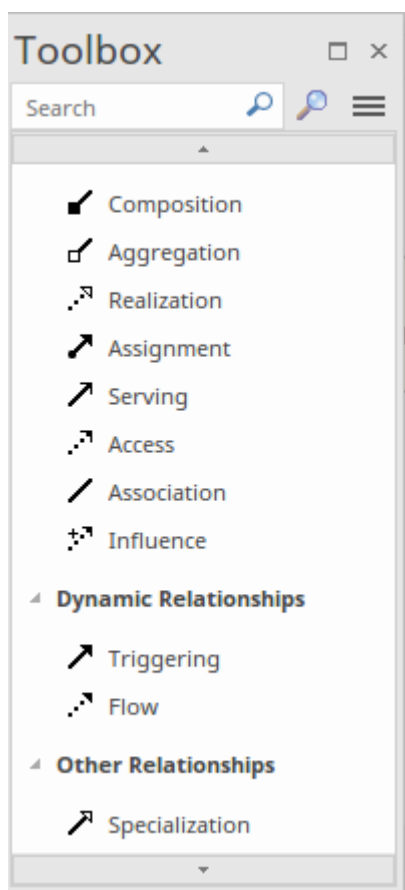 Toolbox
Search
Composition
Aggregation
Realization
Assignment
Serving
Access
Association
Influence
Dynamic Relationships
Triggering
Flow
Other Relationships
Specialization